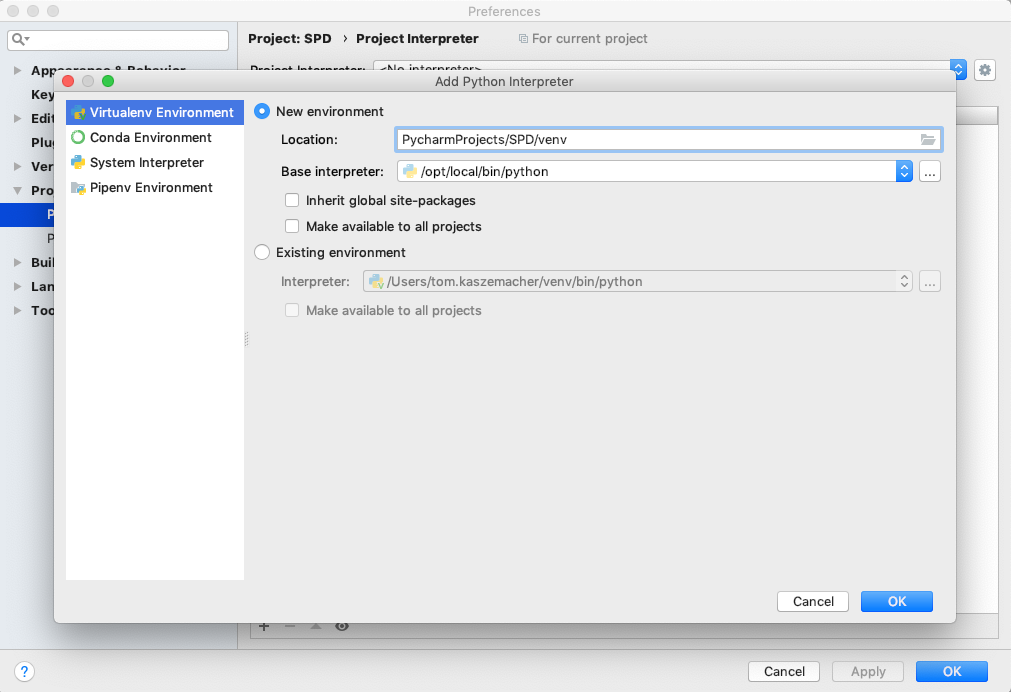 Preferences
Project: SPD › Project Interpreter For current project
Project Interpreter: <No interpreter>
Appearance & Behavior
Key
Edit
Plug
Ver
Pro
P
P
Buil
Lan
Too
Add Python Interpreter
Virtualenv Environment
Conda Environment
System Interpreter
Pipenv Environment
New environment
Location: PycharmProjects/SPD/venv
Base interpreter: /opt/local/bin/python ...
Inherit global site-packages
Make available to all projects
Existing environment
Interpreter: /Users/tom.kaszemacher/venv/bin/python ...
Make available to all projects
Cancel OK
? Cancel Apply OK